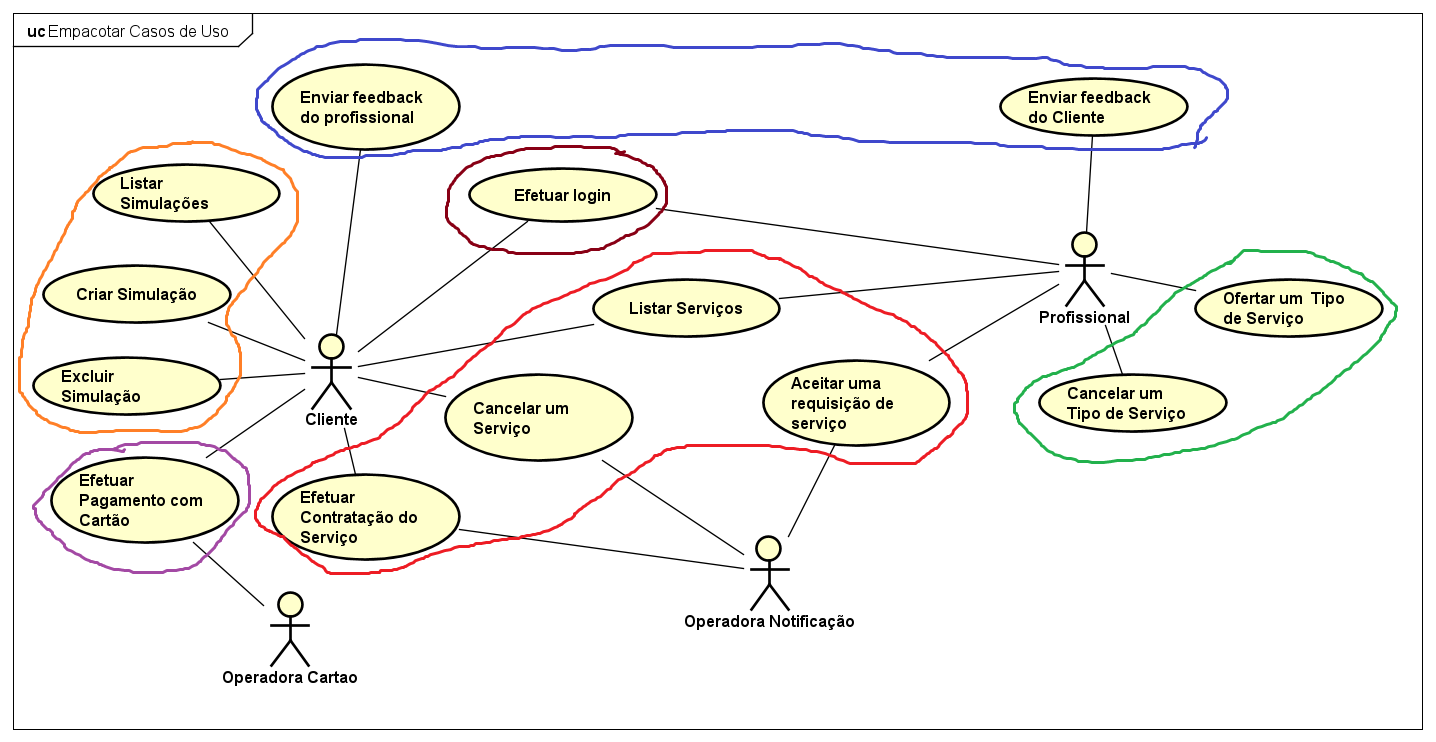 uc Empacotar Casos de Uso
Enviar feedback
do profissional
Enviar feedback
do Cliente
Listar
Simulações
Efetuar login
Criar Simulação
Listar Serviços
Profissional
Ofertar um Tipo
de Serviço
Excluir
Simulação
Cliente
Cancelar um
Serviço
Aceitar uma
requisição de
serviço
Cancelar um
Tipo de Serviço
Efetuar
Pagamento com
Cartão
Efetuar
Contratação do
Serviço
Operadora Notificação
Operadora Cartao